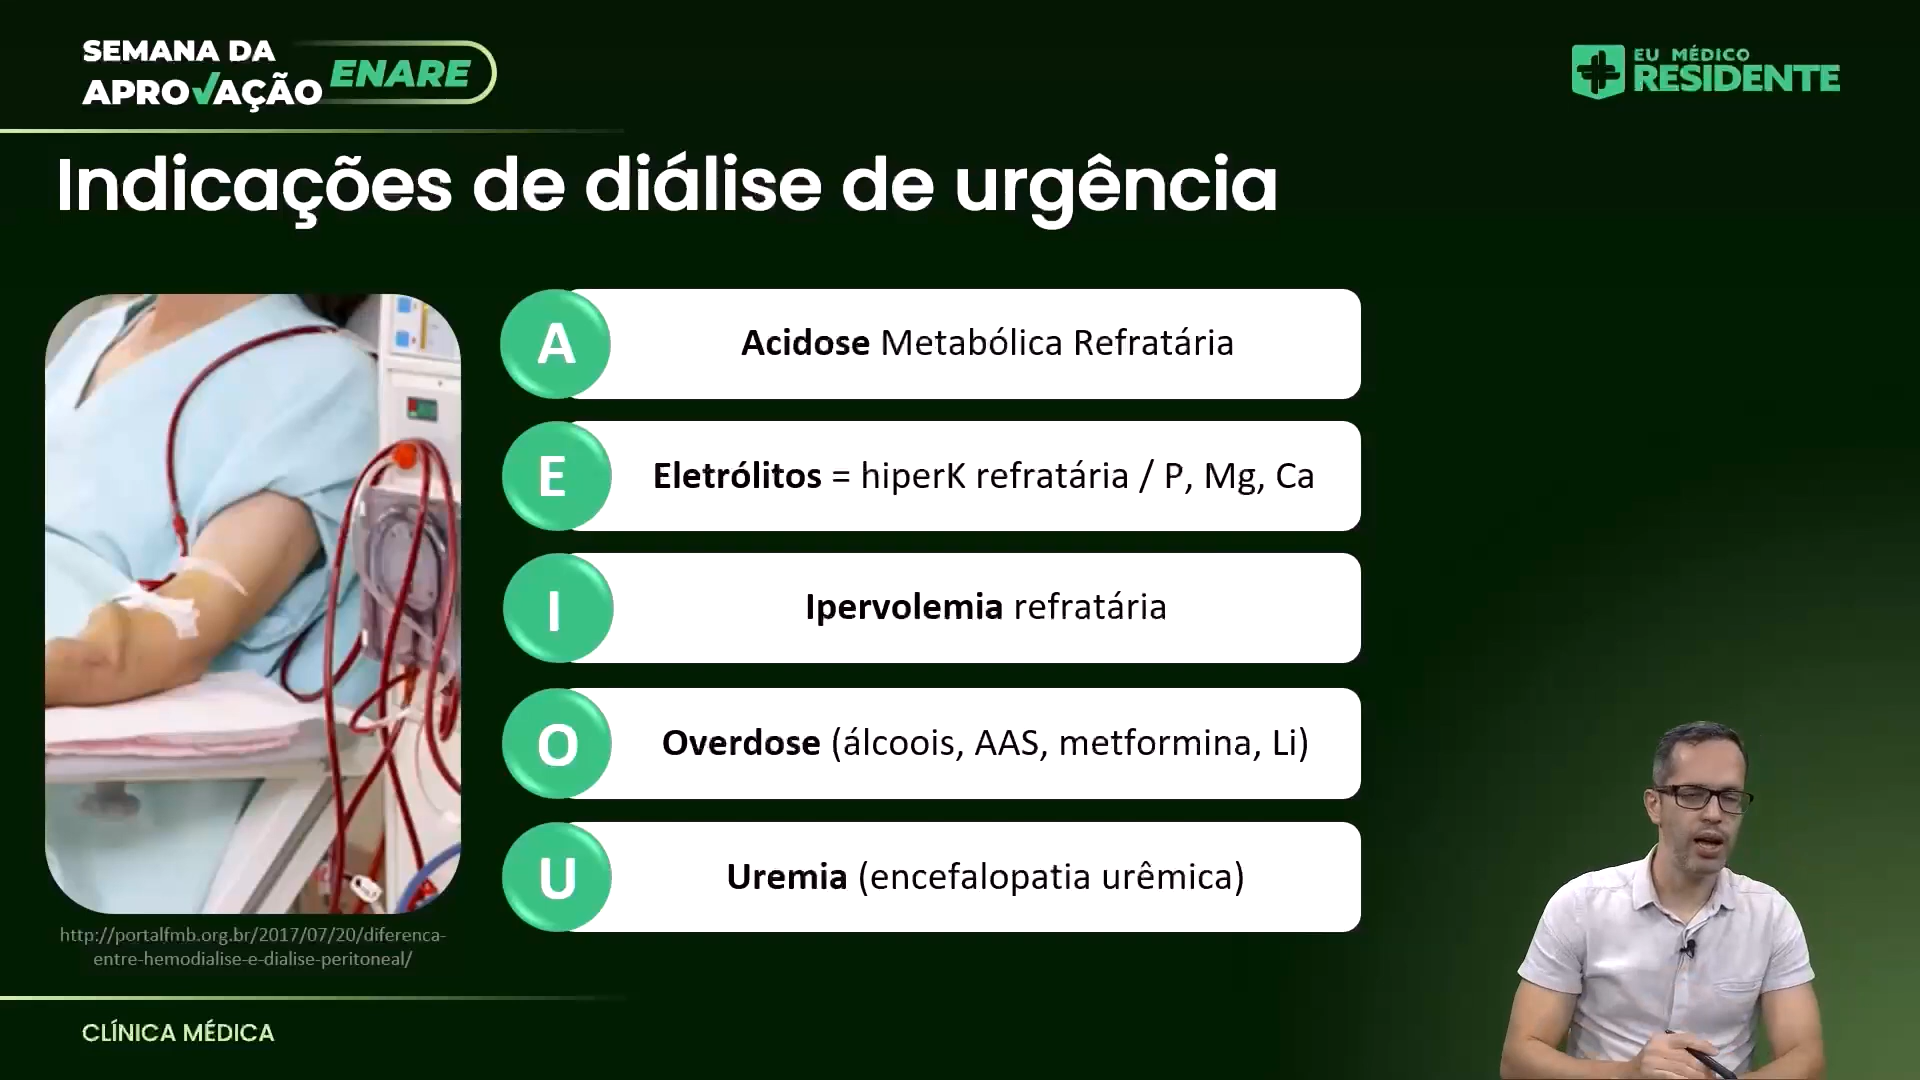 SEMANA DA
APROVAÇÃO ENARE
EU MÉDICO
RESIDENTE
Indicações de diálise de urgência
A
Acidose Metabólica Refratária
E
Eletrólitos = hiperK refratária / P, Mg, Ca
I
Ipervolemia refratária
O
Overdose (álcoois, AAS, metformina, Li)
U
Uremia (encefalopatia urêmica)
http://portalfmb.org.br/2017/07/20/diferenca-
entre-hemodialise-e-dialise-peritoneal/
CLÍNICA MÉDICA